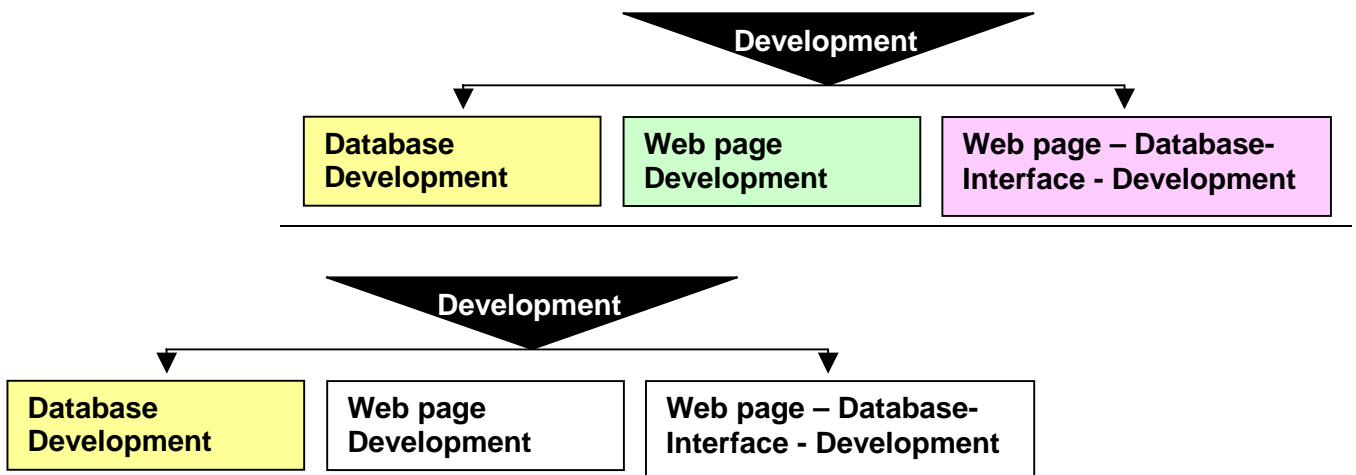 Development
Database
Development
Web page
Development
Web page – Database-
Interface - Development
Development
Database
Development
Web page
Development
Web page – Database-
Interface - Development